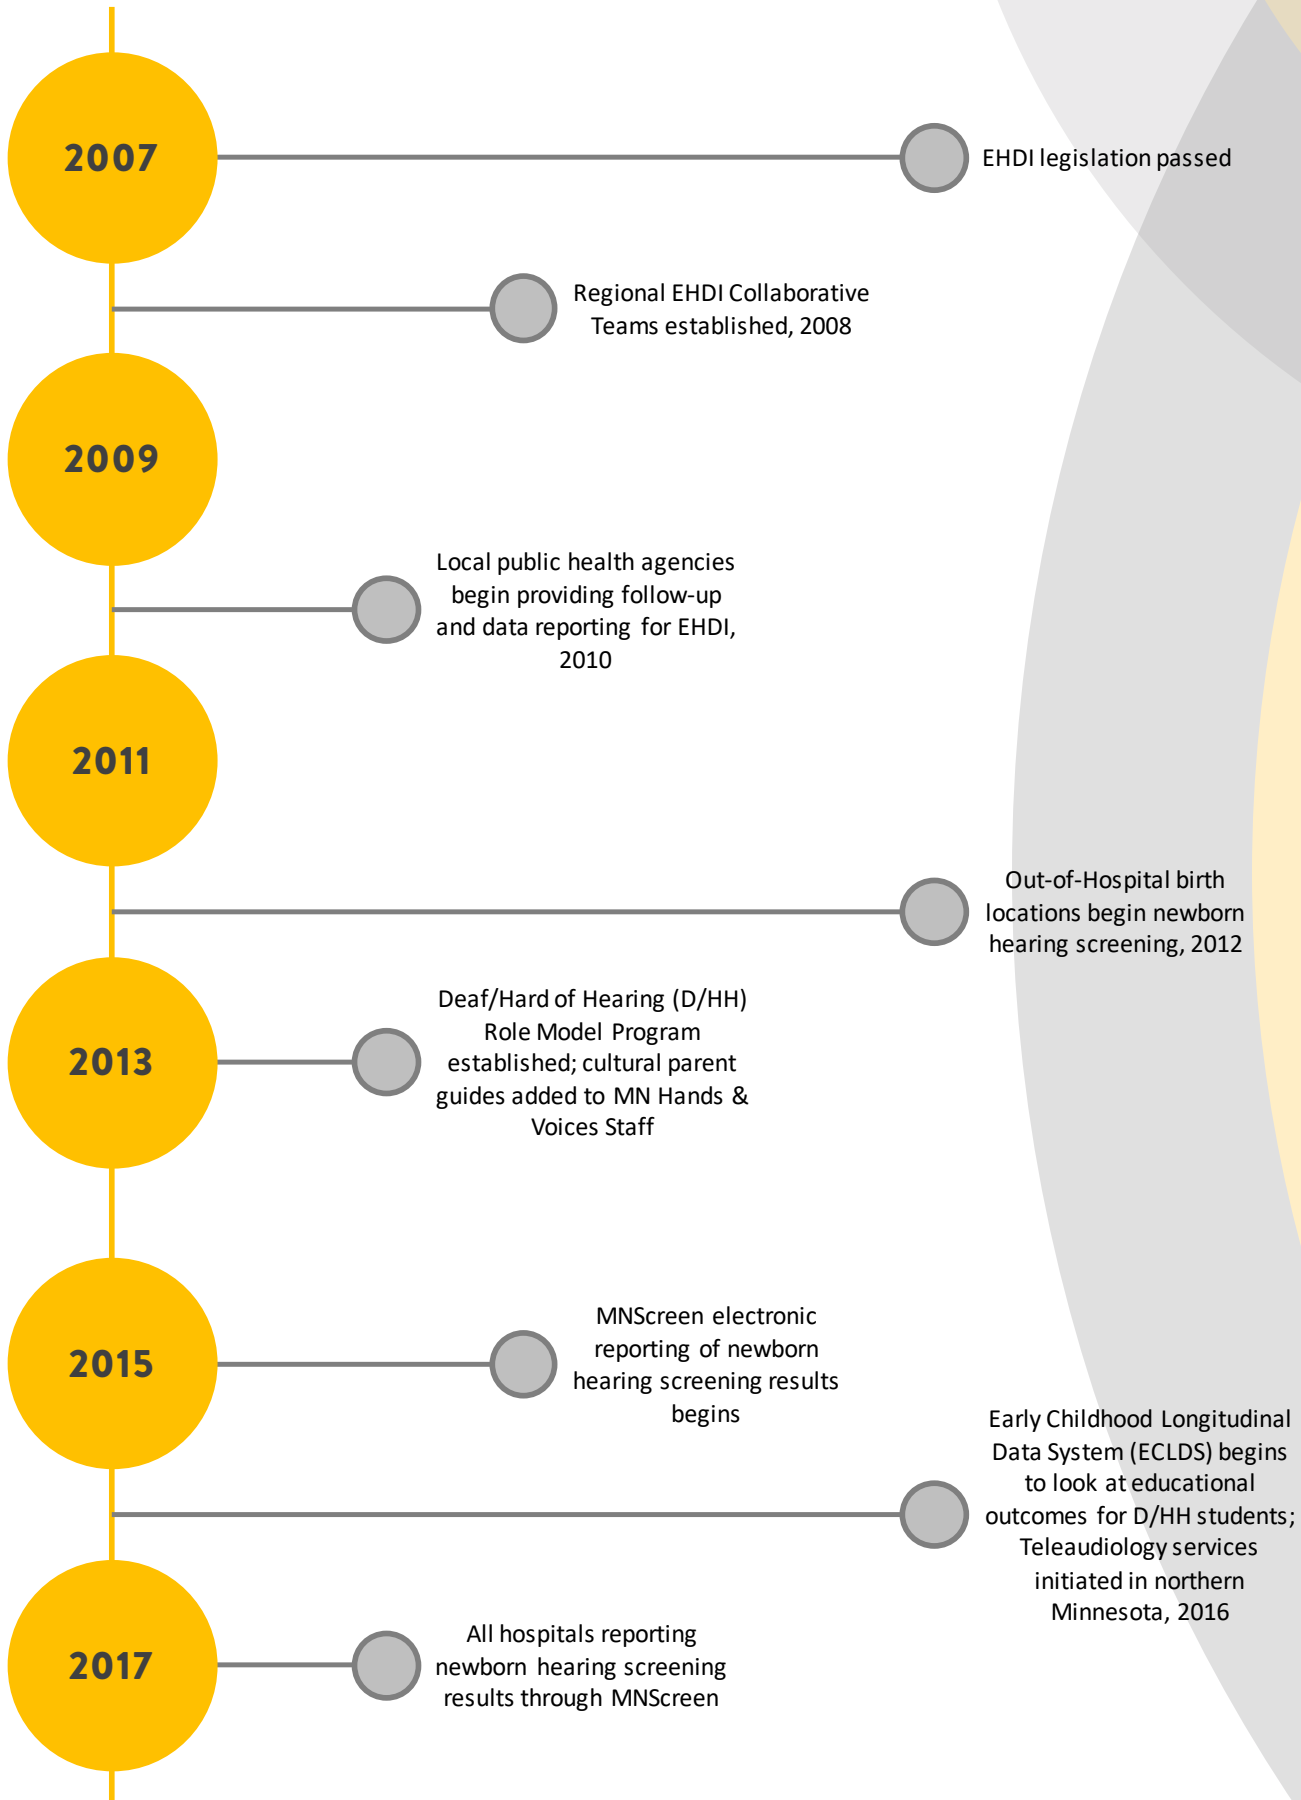 2007
EHDI legislation passed
Regional EHDI Collaborative
Teams established, 2008
2009
Local public health agencies
begin providing follow-up
and data reporting for EHDI,
2010
2011
Out-of-Hospital birth
locations begin newborn
hearing screening, 2012
2013
Deaf/Hard of Hearing (D/HH)
Role Model Program
established; cultural parent
guides added to MN Hands &
Voices Staff
2015
MNScreen electronic
reporting of newborn
hearing screening results
begins
Early Childhood Longitudinal
Data System (ECLDS) begins
to look at educational
outcomes for D/HH students;
Teleaudiology services
initiated in northern
Minnesota, 2016
2017
All hospitals reporting
newborn hearing screening
results through MNScreen